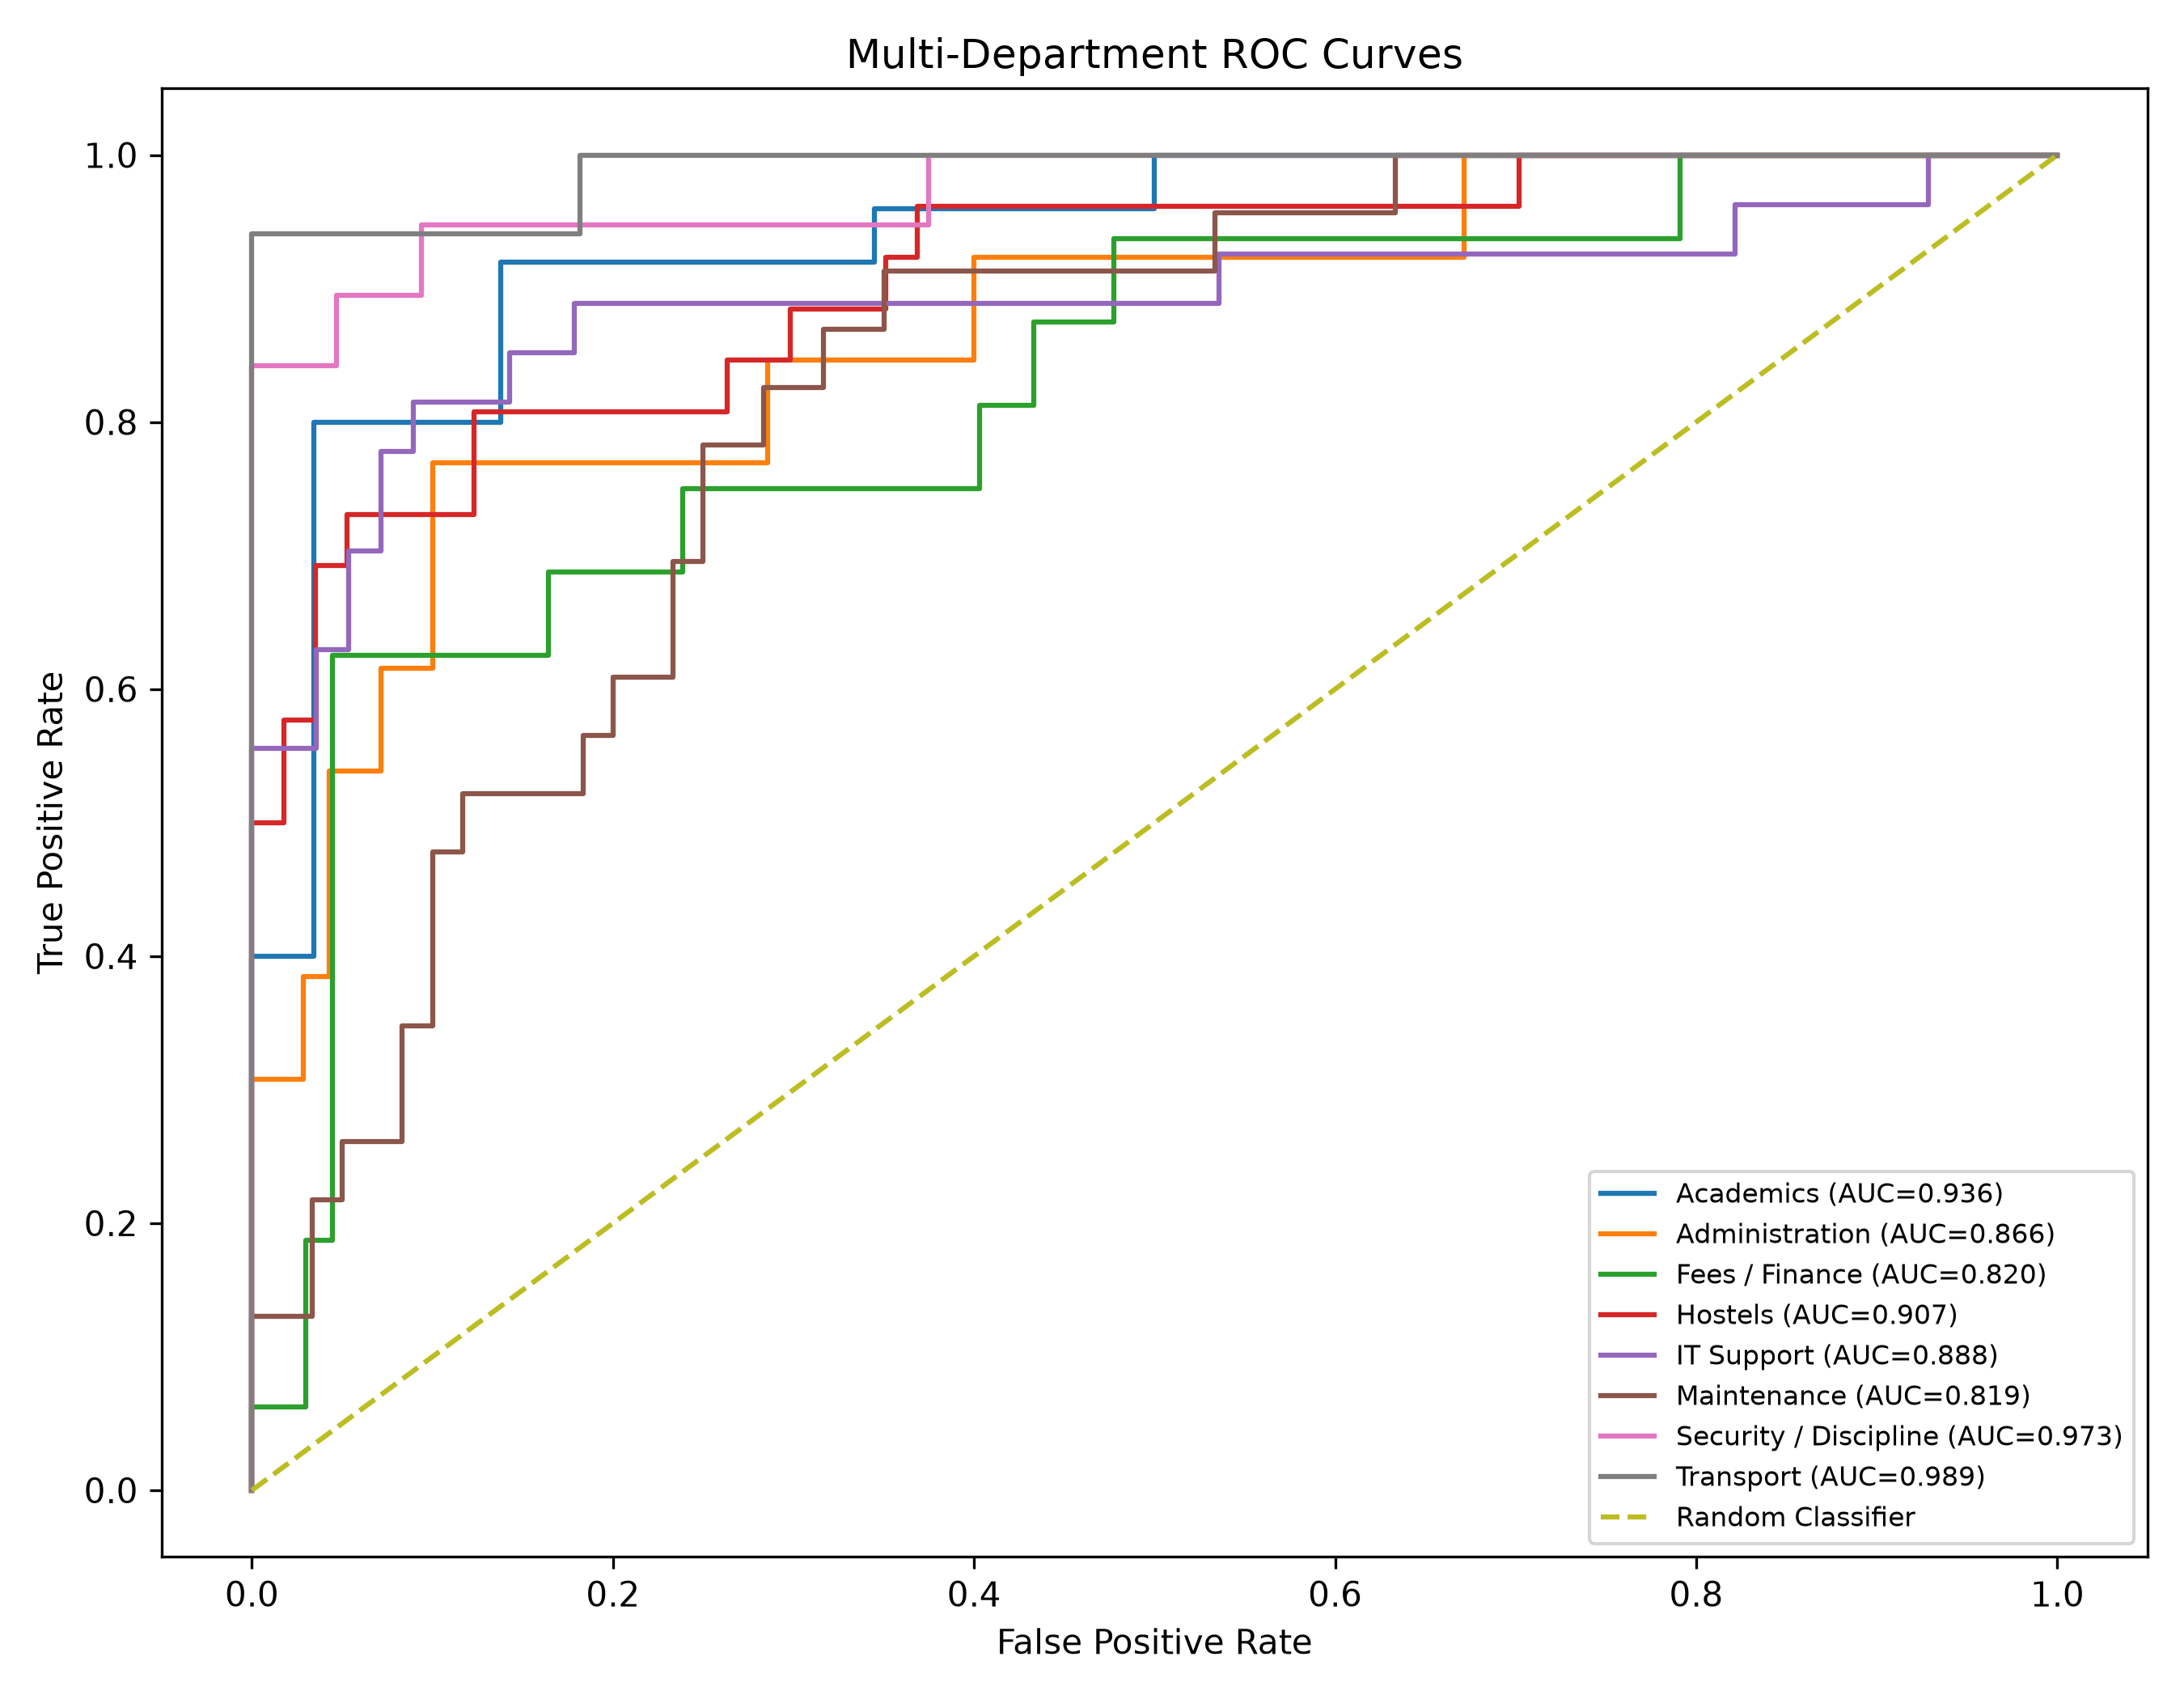 Multi-Department ROC Curves
True Positive Rate
1.0
0.8
0.6
0.4
0.2
0.0
0.0 0.2 0.4 0.6 0.8 1.0
False Positive Rate
Academics (AUC=0.936)
Administration (AUC=0.866)
Fees / Finance (AUC=0.820)
Hostels (AUC=0.907)
IT Support (AUC=0.888)
Maintenance (AUC=0.819)
Security / Discipline (AUC=0.973)
Transport (AUC=0.989)
Random Classifier